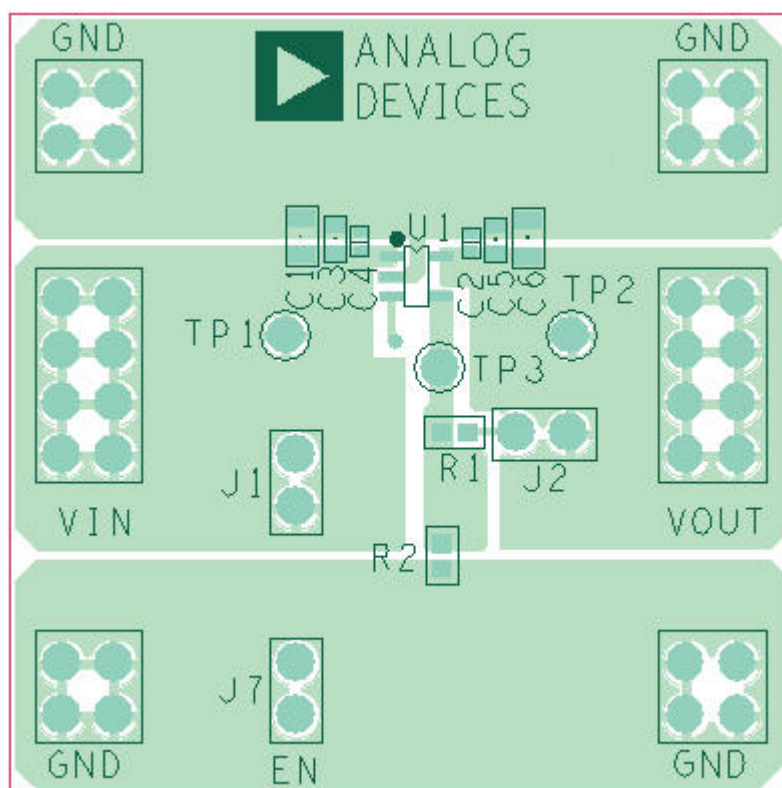 GND
ANALOG
DEVICES
GND
U1
C1
C3
C4
C2
C5
C6
TP1
TP2
TP3
J1
R1
J2
VIN
VOUT
R2
J7
GND
EN
GND